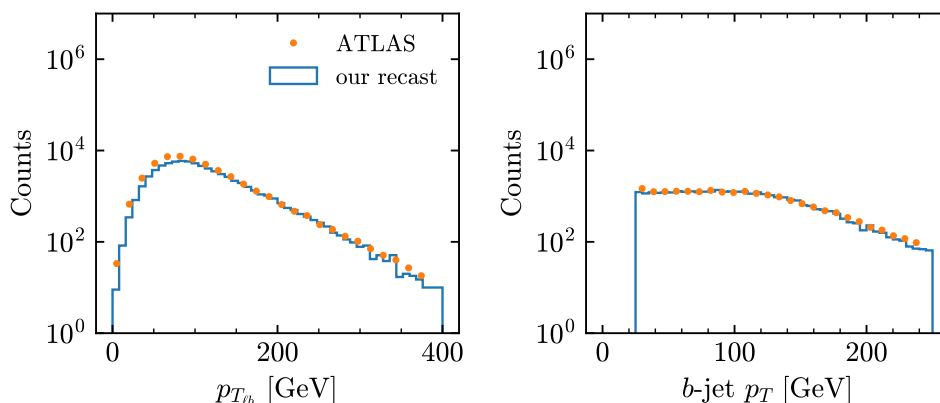 ATLAS
our recast
Counts
10^6
10^4
10^2
10^0
0
200
400
p_{T_{ℓb}} [GeV]
Counts
10^6
10^4
10^2
10^0
0
100
200
b-jet p_T [GeV]